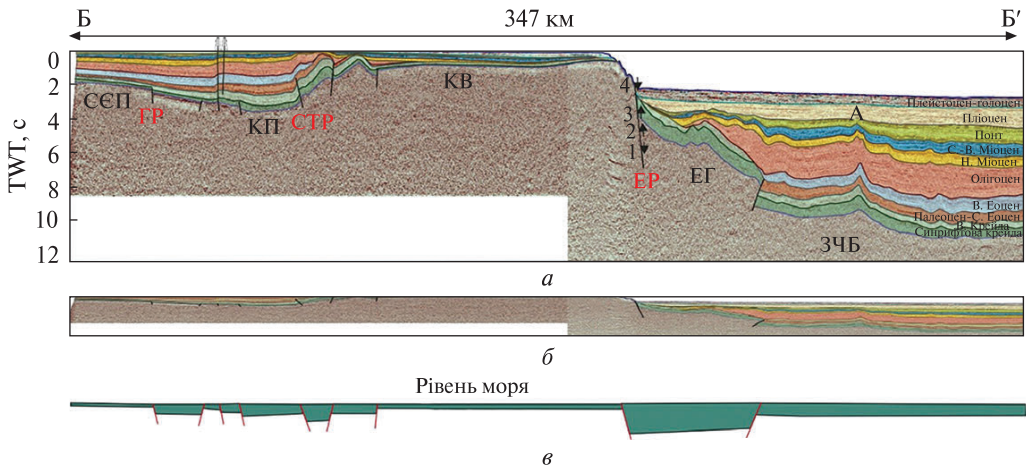 Б 347 км Б′
TWT, с
0
2
4
6
8
10
12
СЄП
ГР
КП
СТР
КВ
4
3
2
1
ЕР
ЕГ
ЗЧБ
А
Плейстоцен-голоцен
Пліоцен
Понт
С.-В. Міоцен
Н. Міоцен
Олігоцен
В. Еоцен
Палеоцен-С. Еоцен
В. Крейда
Синрифтова крейда
а
б
Рівень моря
в